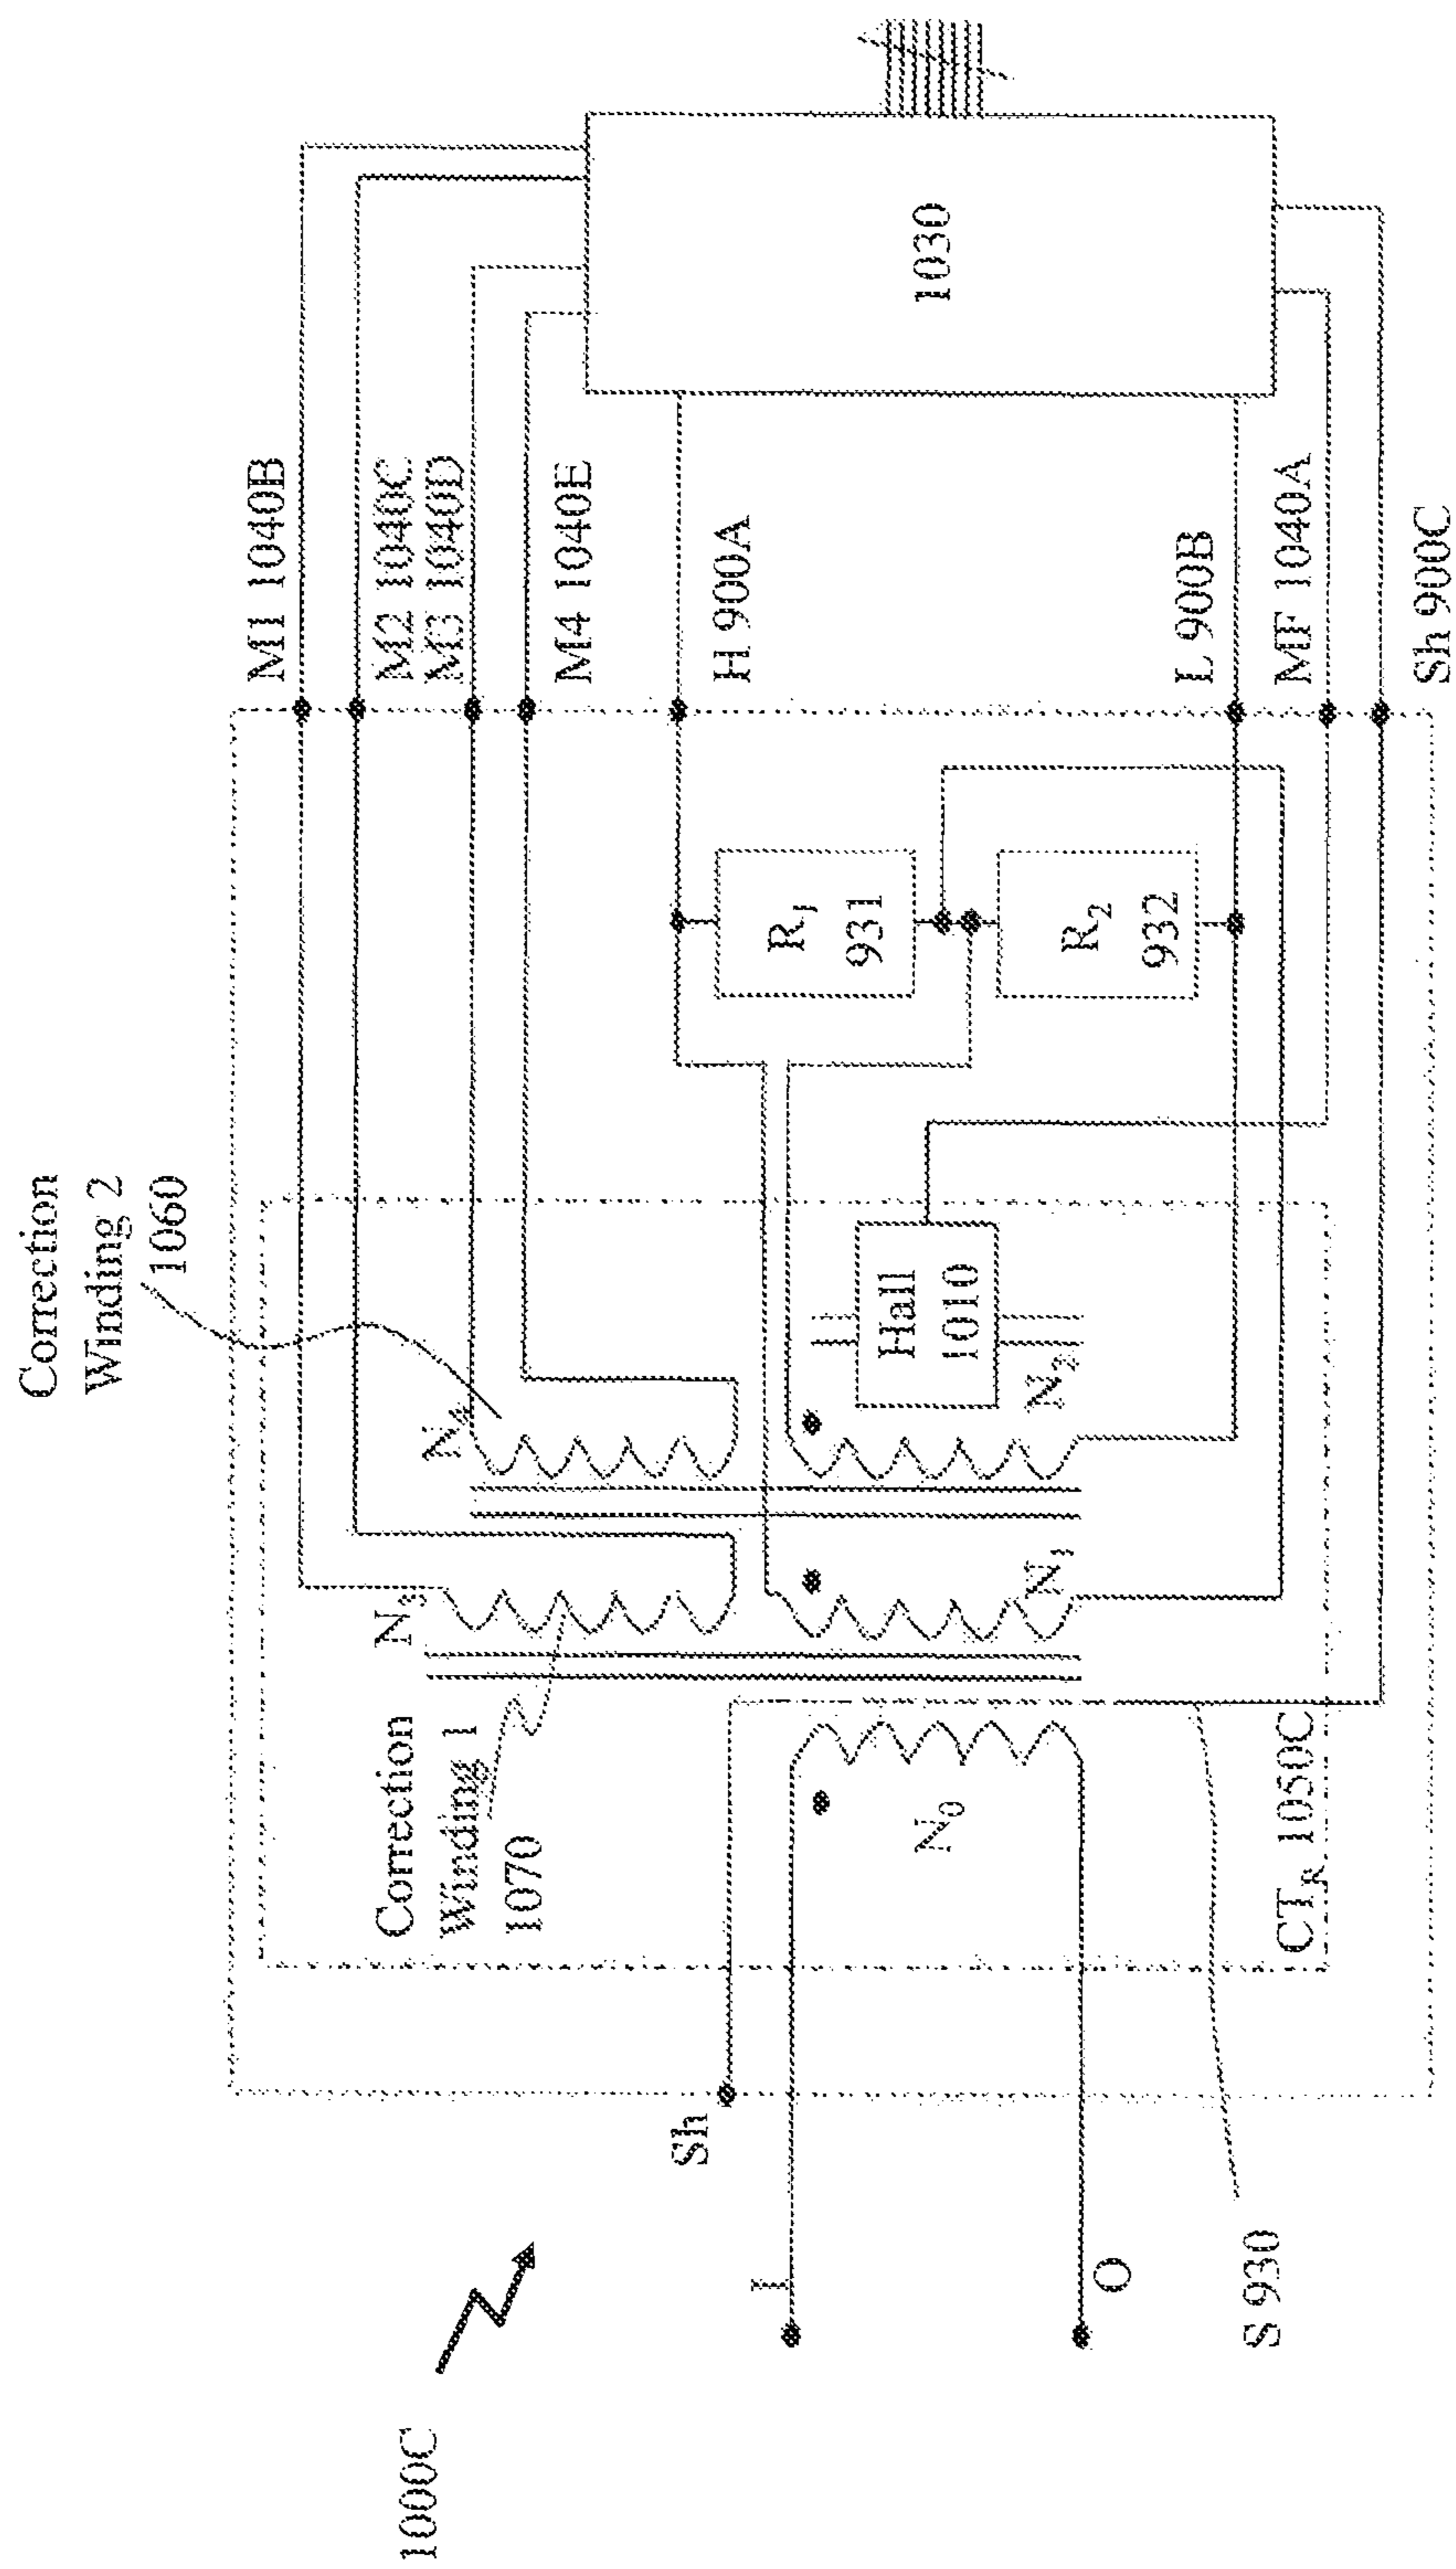 1000C
Correction
Winding 2
1060
M1 1040B
M2 1040C
M3 1040D
M4 1040E
H 900A
L 900B
MF 1040A
Sh 900C
1030
R1
931
R2
932
Hall
1010
N4
N2
N3
N1
Correction
Winding 1
1070
N0
CTR 1050C
Sh
I
O
S 930